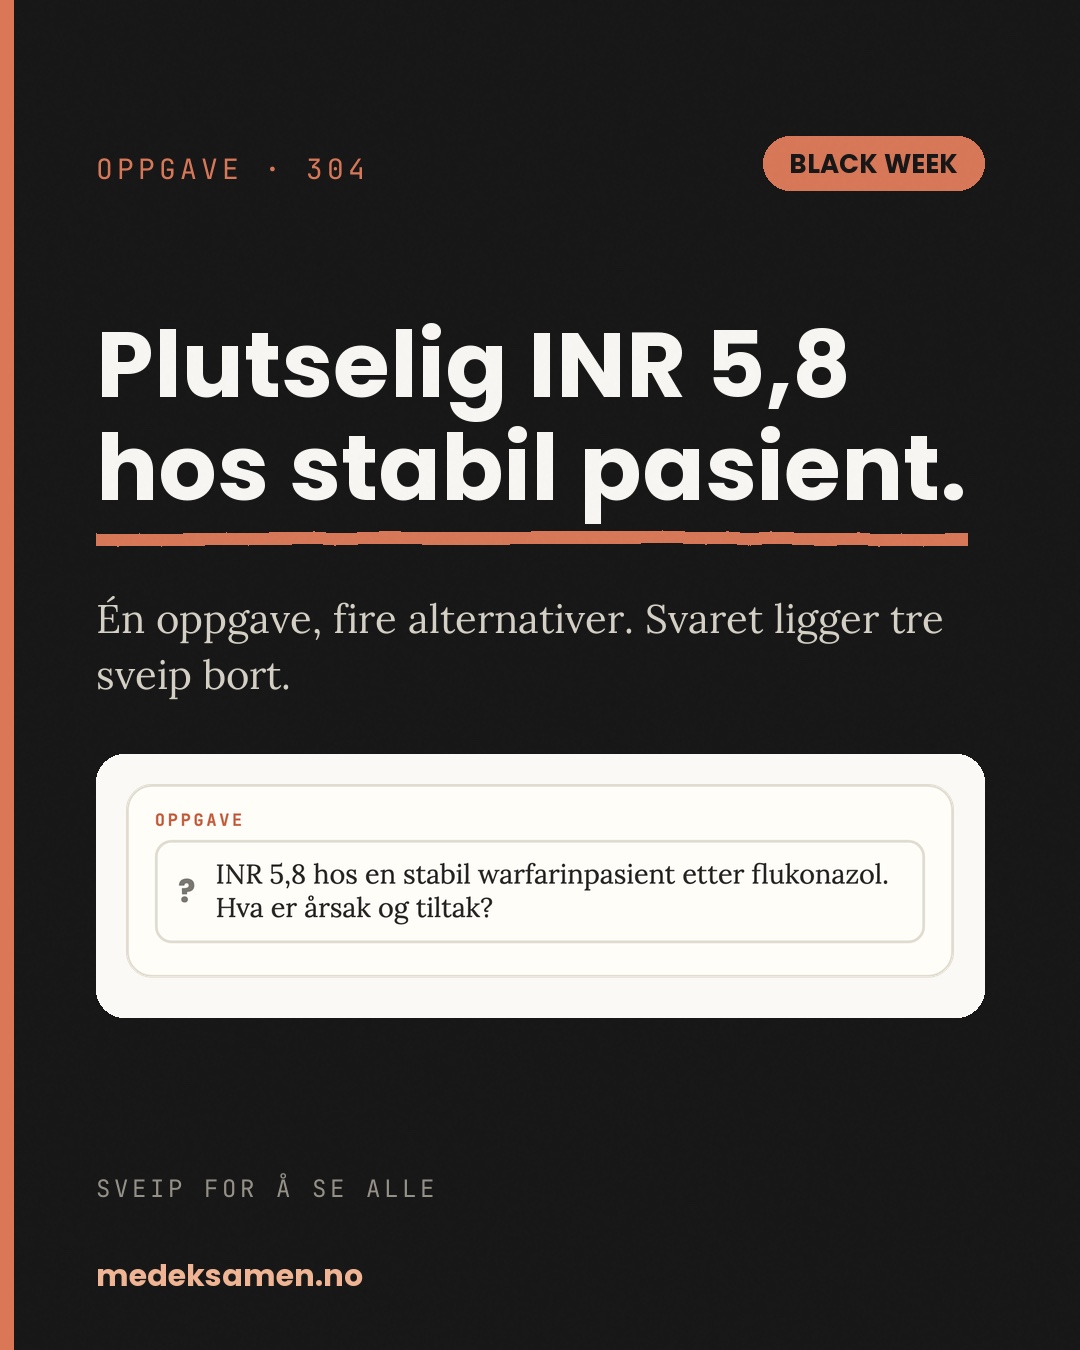 OPPGAVE · 304
BLACK WEEK
Plutselig INR 5,8
hos stabil pasient.
Én oppgave, fire alternativer. Svaret ligger tre
sveip bort.
OPPGAVE
?
INR 5,8 hos en stabil warfarinpasient etter flukonazol.
Hva er årsak og tiltak?
SVEIP FOR Å SE ALLE
medeksamen.no